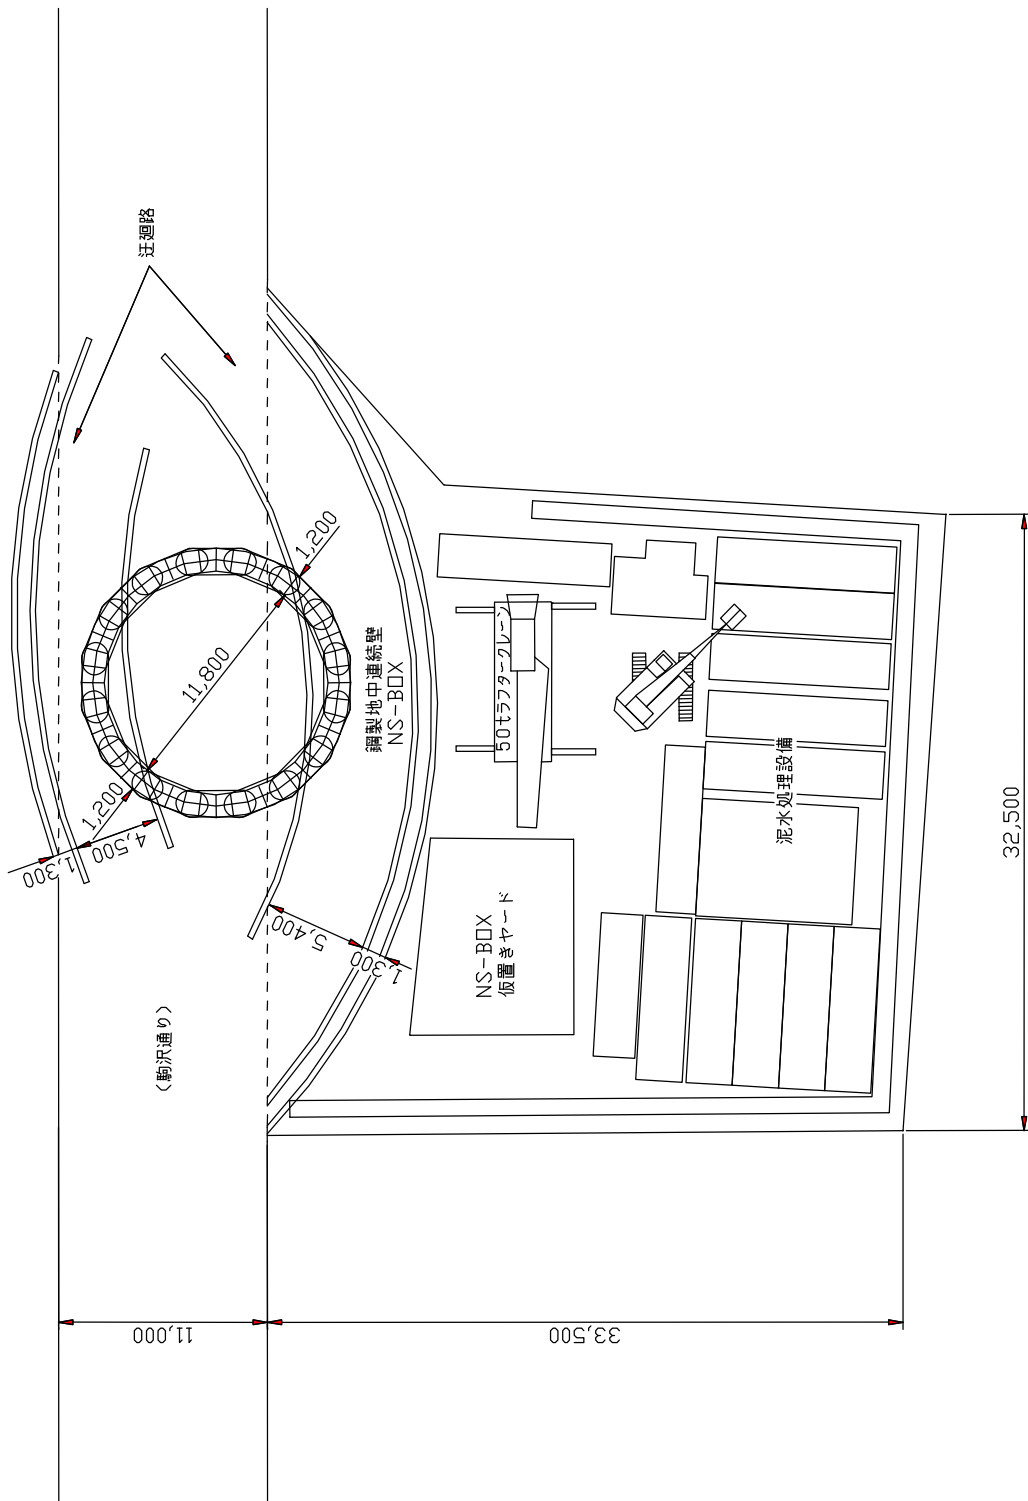 迂廻路
1,200
11,800
1,200
4,500
1,300
鋼製地中連続壁
NS-BOX
5,400
1,300
50tラフタークレーン
NS-BOX
仮置きヤード
泥水処理設備
(駒沢通り)
11,000
33,500
32,500